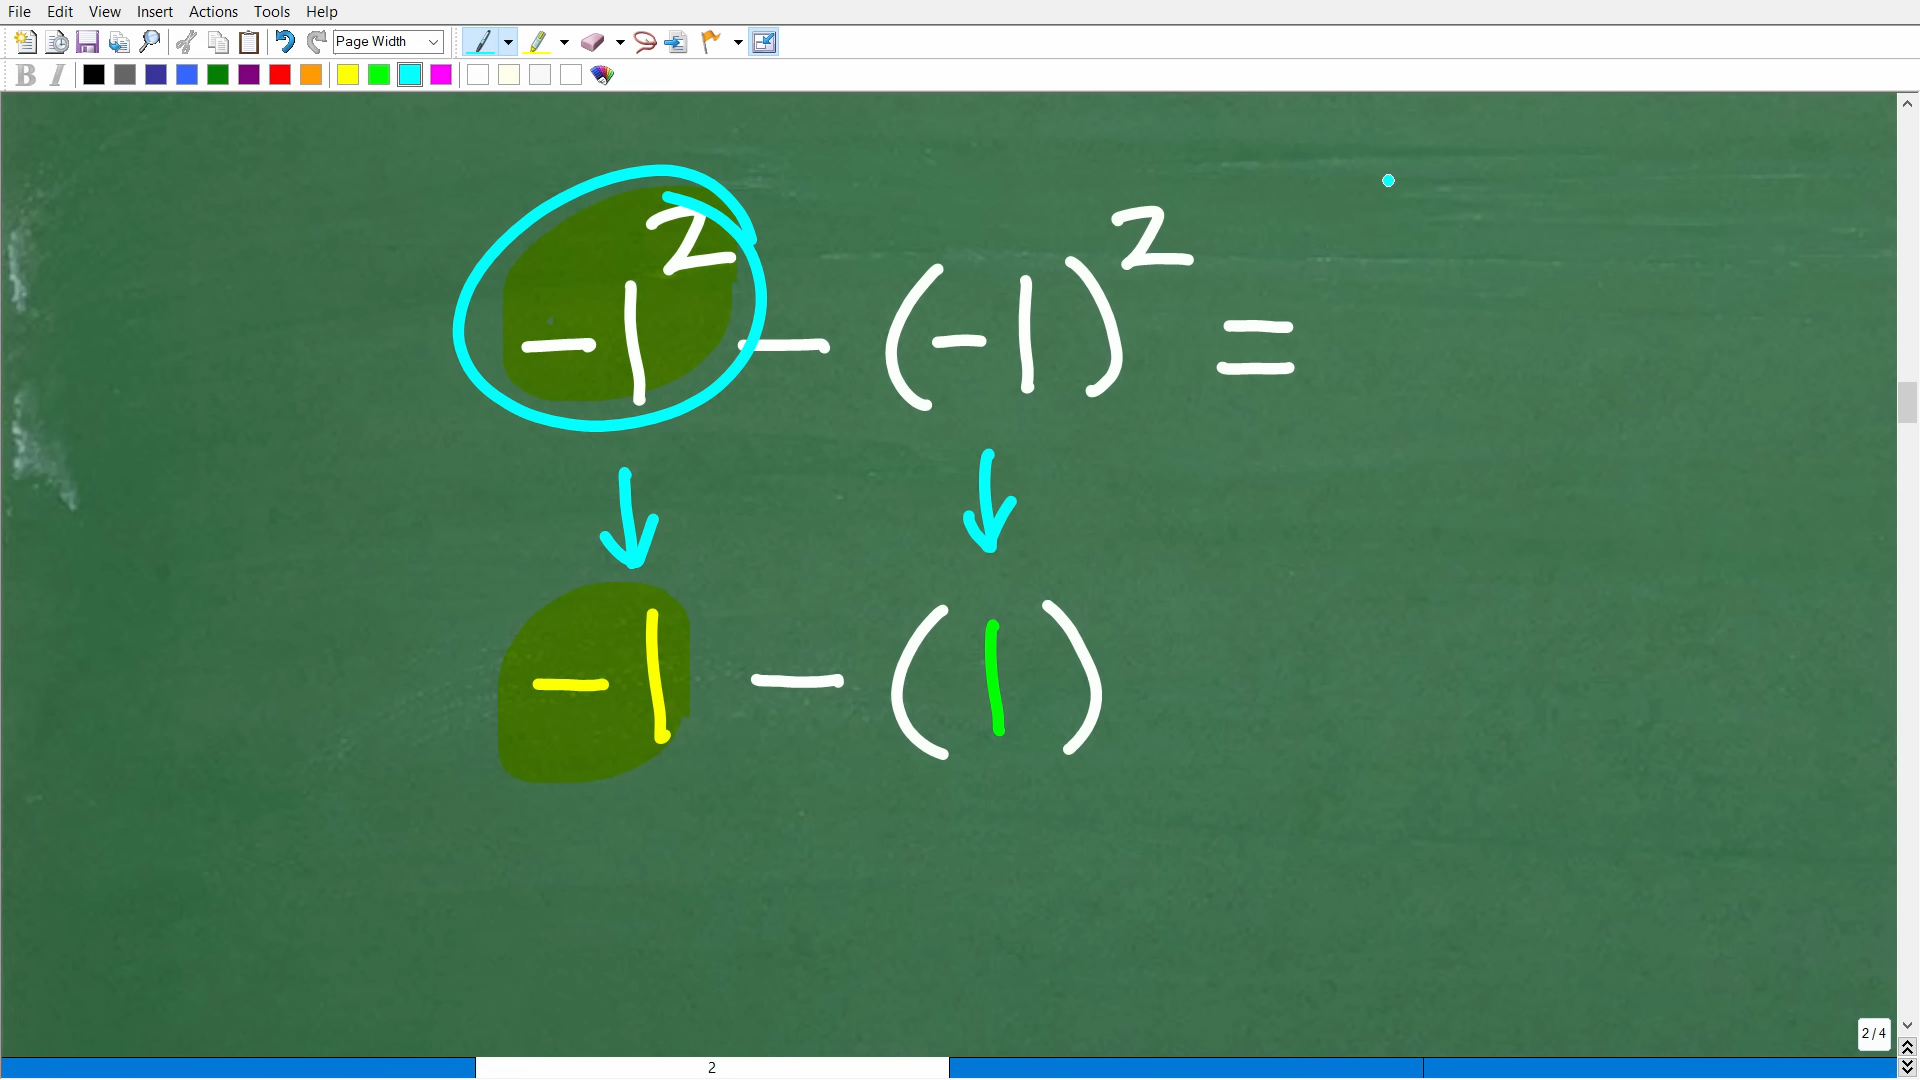 File Edit View Insert Actions Tools Help
Page Width
B I
-1² - (-1)² =
-1 - (1)
2 / 4
2